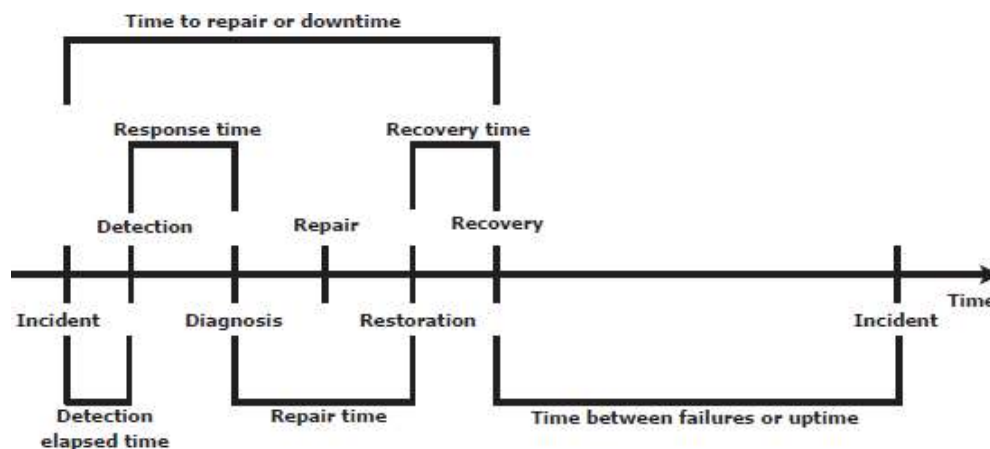 Time to repair or downtime
Response time
Recovery time
Detection
Repair
Recovery
Time
Incident
Diagnosis
Restoration
Incident
Detection
elapsed time
Repair time
Time between failures or uptime